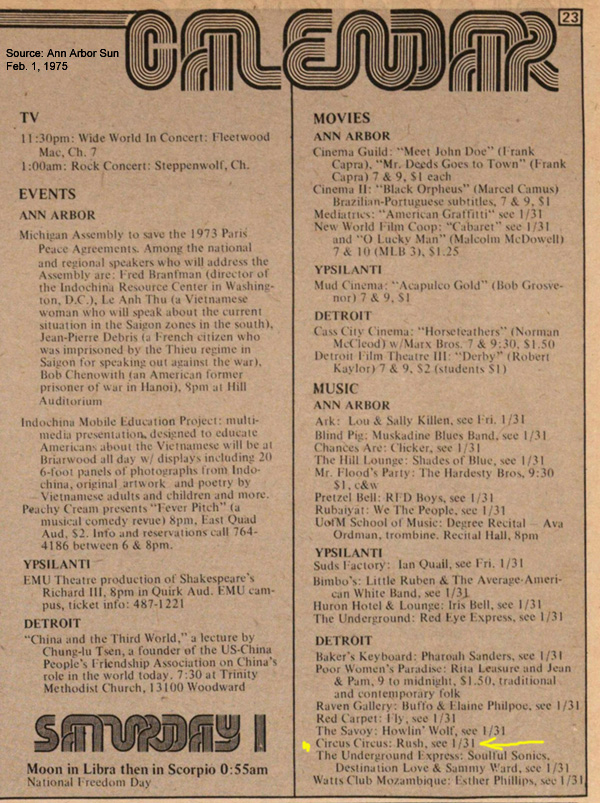 CALENDAR
23
Source: Ann Arbor Sun
Feb. 1, 1975
TV
11:30pm: Wide World In Concert: Fleetwood
Mac, Ch. 7
1:00am: Rock Concert: Steppenwolf, Ch.
EVENTS
ANN ARBOR
Michigan Assembly to save the 1973 Paris
Peace Agreements. Among the national
and regional speakers who will address the
Assembly are: Fred Branfman (director of
the Indochina Resource Center in Washing-
ton, D.C.), Le Anh Thu (a Vietnamese
woman who will speak about the current
situation in the Saigon zones in the south),
Jean-Pierre Debris (a French citizen who
was imprisoned by the Thieu regime in
Saigon for speaking out against the war),
Bob Chenowith (an American former
prisoner of war in Hanoi), 8pm at Hill
Auditorium
Indochina Mobile Education Project: multi-
media presentation, designed to educate
Americans about the Vietnamese will be at
Briarwood all day w/ displays including 20
6-foot panels of photographs from Indo-
china, original artwork and poetry by
Vietnamese adults and children and more.
Peachy Cream presents "Fever Pitch" (a
musical comedy revue) 8pm, East Quad
Aud, $2. Info and reservations call 764-
4186 between 6 & 8pm.
YPSILANTI
EMU Theatre production of Shakespeare's
Richard III, 8pm in Quirk Aud. EMU cam-
pus, ticket info: 487-1221
DETROIT
"China and the Third World," a lecture by
Chung-lu Tsen, a founder of the US-China
People's Friendship Association on China's
role in the world today, 7:30 at Trinity
Methodist Church, 13100 Woodward
SATURDAY 1
Moon in Libra then in Scorpio 0:55am
National Freedom Day
MOVIES
ANN ARBOR
Cinema Guild: "Meet John Doe" (Frank
Capra), "Mr. Deeds Goes to Town" (Frank
Capra) 7 & 9, $1 each
Cinema II: "Black Orpheus" (Marcel Camus)
Brazilian-Portuguese subtitles, 7 & 9, $1
Mediatrics: "American Graffitti" see 1/31
New World Film Coop: "Cabaret" see 1/31
and "O Lucky Man" (Malcolm McDowell)
7 & 10 (MLB 3), $1.25
YPSILANTI
Mud Cinema: "Acapulco Gold" (Bob Grosve-
nor) 7 & 9, $1
DETROIT
Cass City Cinema: "Horsefeathers" (Norman
McCleod) w/Marx Bros. 7 & 9:30, $1.50
Detroit Film Theatre III: "Derby" (Robert
Kaylor) 7 & 9, $2 (students $1)
MUSIC
ANN ARBOR
Ark: Lou & Sally Killen, see Fri. 1/31
Blind Pig: Muskadine Blues Band, see 1/31
Chances Are: Clicker, see 1/31
The Hill Lounge: Shades of Blue, see 1/31
Mr. Flood's Party: The Hardesty Bros, 9:30
$1, c&w
Pretzel Bell: RFD Boys, see 1/31
Rubaiyat: We The People, see 1/31
UofM School of Music: Degree Recital — Ava
Ordman, trombine, Recital Hall, 8pm
YPSILANTI
Suds Factory: Ian Quail, see Fri. 1/31
Bimbo's: Little Ruben & The Average Ameri-
can White Band, see 1/31
Huron Hotel & Lounge: Iris Bell, see 1/31
The Underground: Red Eye Express, see 1/31
DETROIT
Baker's Keyboard: Pharoah Sanders, see 1/31
Poor Women's Paradise: Rita Leasure and Jean
& Pam, 9 to midnight, $1.50, traditional
and contemporary folk
Raven Gallery: Buffo & Elaine Philpoe, see 1/31
Red Carpet: Fly, see 1/31
The Savoy: Howlin' Wolf, see 1/31
Circus Circus: Rush, see 1/31
The Underground Express: Soulful Sonics,
Destination Love & Sammy Ward, see 1/31
Watts Club Mozambique: Esther Phillips, see 1/31